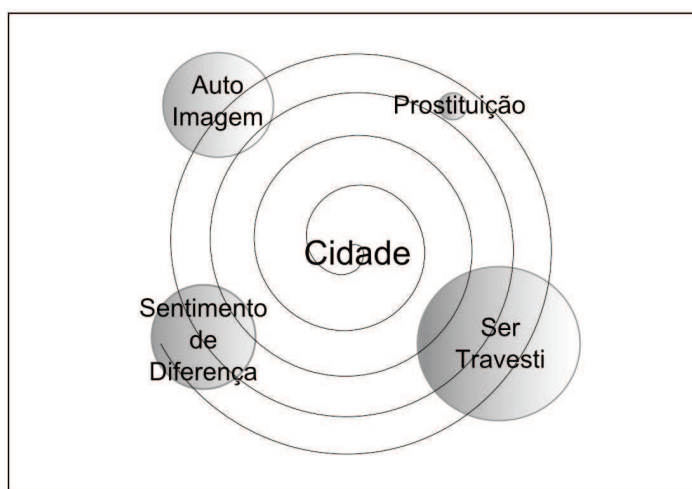 Auto
Imagem
Prostituição
Cidade
Sentimento
de
Diferença
Ser
Travesti